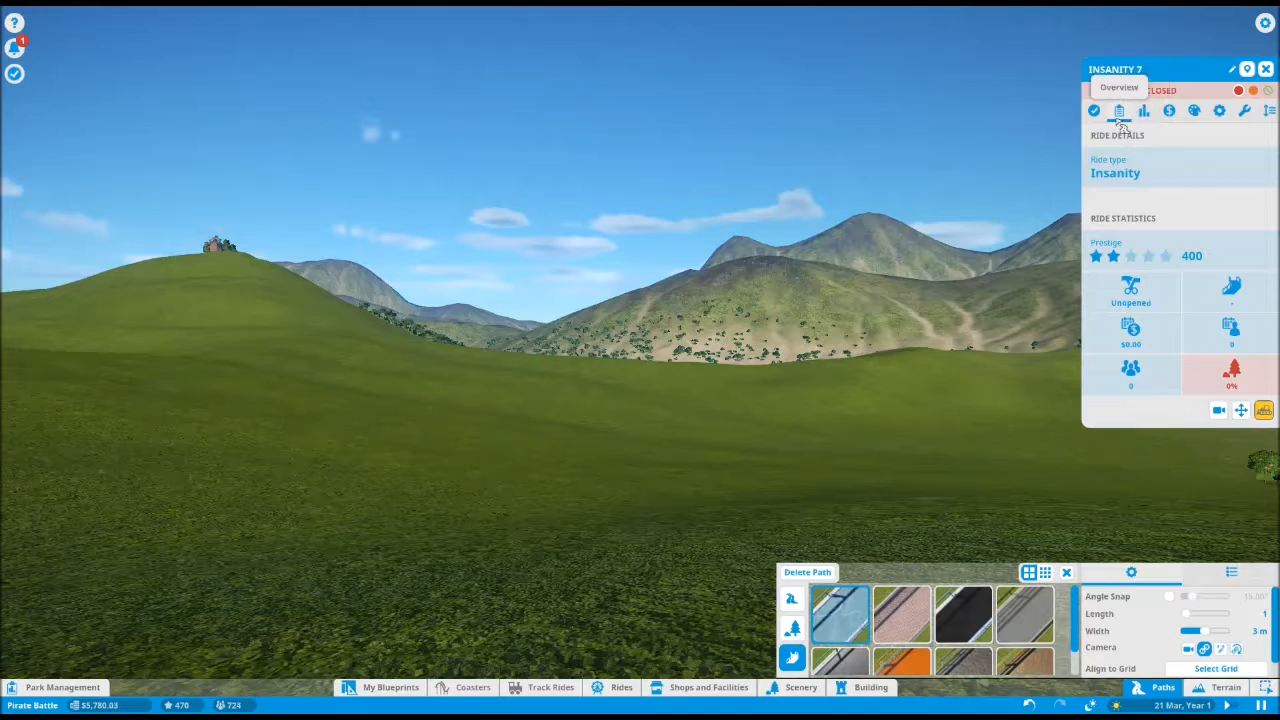 ?
1
INSANITY 7
Overview
CLOSED
RIDE DETAILS
Ride type
Insanity
RIDE STATISTICS
Prestige
400
Unopened
-
$0.00
0
0
0%
Delete Path
Angle Snap
15.00°
Length
1
Width
3 m
Camera
Align to Grid
Select Grid
Park Management
My Blueprints
Coasters
Track Rides
Rides
Shops and Facilities
Scenery
Building
Paths
Terrain
Pirate Battle
$5,780.03
470
724
21 Mar, Year 1